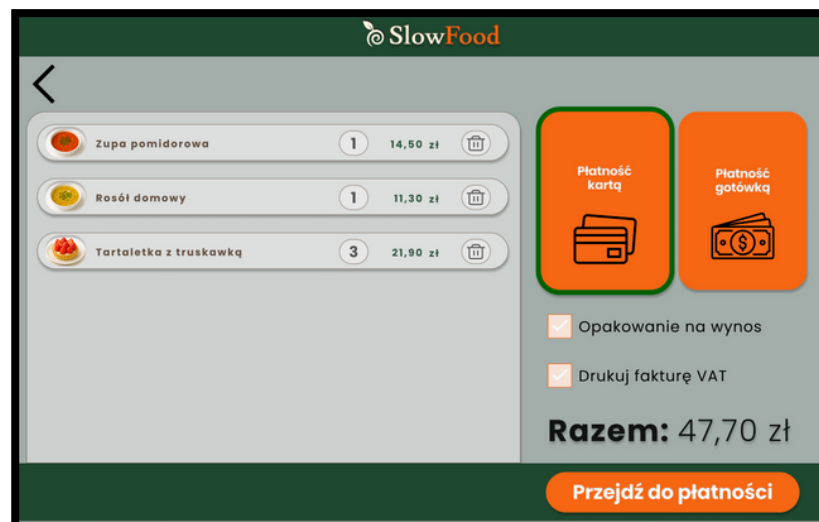 SlowFood
Zupa pomidorowa 1 14,50 zł
Rosół domowy 1 11,30 zł
Tartaletka z truskawką 3 21,90 zł
Płatność
kartą
Płatność
gotówką
$
Opakowanie na wynos
Drukuj fakturę VAT
Razem: 47,70 zł
Przejdź do płatności